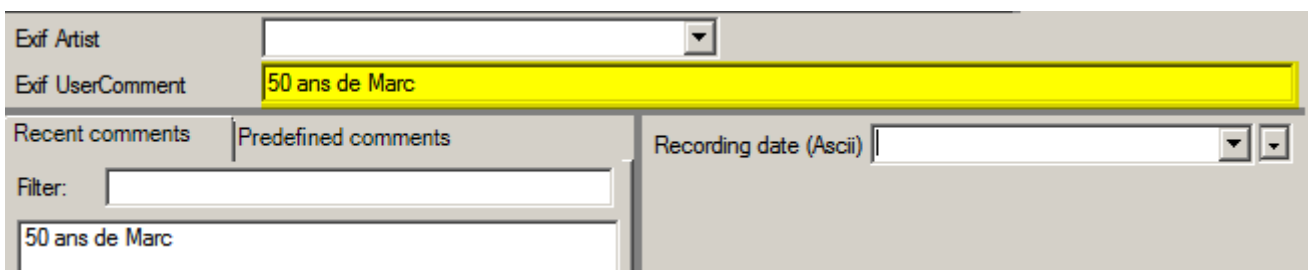 Exif Artist
Exif UserComment 50 ans de Marc
Recent comments Predefined comments
Recording date (Ascii)
Filter:
50 ans de Marc